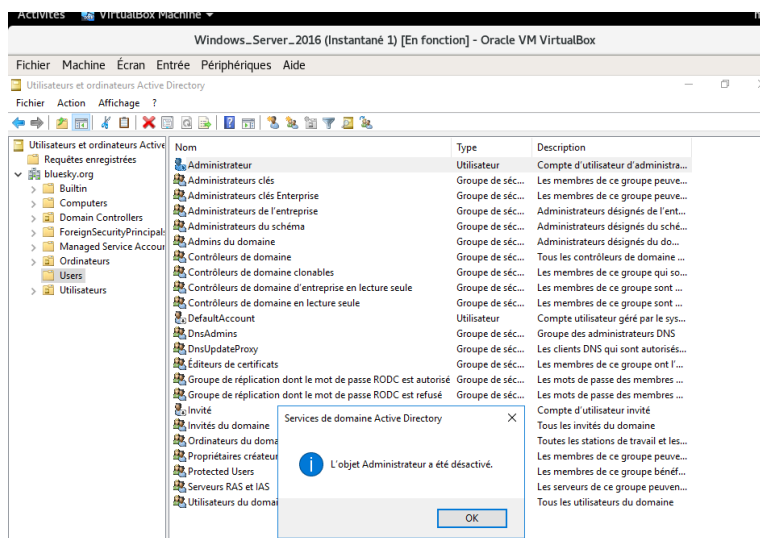 Activités VirtualBox Machine
Windows_Server_2016 (Instantané 1) [En fonction] - Oracle VM VirtualBox
Fichier Machine Écran Entrée Périphériques Aide
Utilisateurs et ordinateurs Active Directory
Fichier Action Affichage ?
Utilisateurs et ordinateurs Active
Requêtes enregistrées
bluesky.org
Builtin
Computers
Domain Controllers
ForeignSecurityPrincipals
Managed Service Accour
Ordinateurs
Users
Utilisateurs
Nom Type Description
Administrateur Utilisateur Compte d'utilisateur d'administra...
Administrateurs clés Groupe de séc... Les membres de ce groupe peuve...
Administrateurs clés Enterprise Groupe de séc... Les membres de ce groupe peuve...
Administrateurs de l'entreprise Groupe de séc... Administrateurs désignés de l'ent...
Administrateurs du schéma Groupe de séc... Administrateurs désignés du sché...
Admins du domaine Groupe de séc... Administrateurs désignés du do...
Contrôleurs de domaine Groupe de séc... Tous les contrôleurs de domaine ...
Contrôleurs de domaine clonables Groupe de séc... Les membres de ce groupe qui so...
Contrôleurs de domaine d'entreprise en lecture seule Groupe de séc... Les membres de ce groupe sont ...
Contrôleurs de domaine en lecture seule Groupe de séc... Les membres de ce groupe sont ...
DefaultAccount Utilisateur Compte utilisateur géré par le sys...
DnsAdmins Groupe de séc... Groupe des administrateurs DNS
DnsUpdateProxy Groupe de séc... Les clients DNS qui sont autorisés...
Éditeurs de certificats Groupe de séc... Les membres de ce groupe ont l'...
Groupe de réplication dont le mot de passe RODC est autorisé Groupe de séc... Les mots de passe des membres ...
Groupe de réplication dont le mot de passe RODC est refusé Groupe de séc... Les mots de passe des membres ...
Invité Compte d'utilisateur invité
Invités du domaine Tous les invités du domaine
Ordinateurs du doma Toutes les stations de travail et les...
Propriétaires créateur Les membres de ce groupe peuve...
Protected Users Les membres de ce groupe bénéf...
Serveurs RAS et IAS Les serveurs de ce groupe peuven...
Utilisateurs du domai Tous les utilisateurs du domaine
Services de domaine Active Directory
L'objet Administrateur a été désactivé.
OK